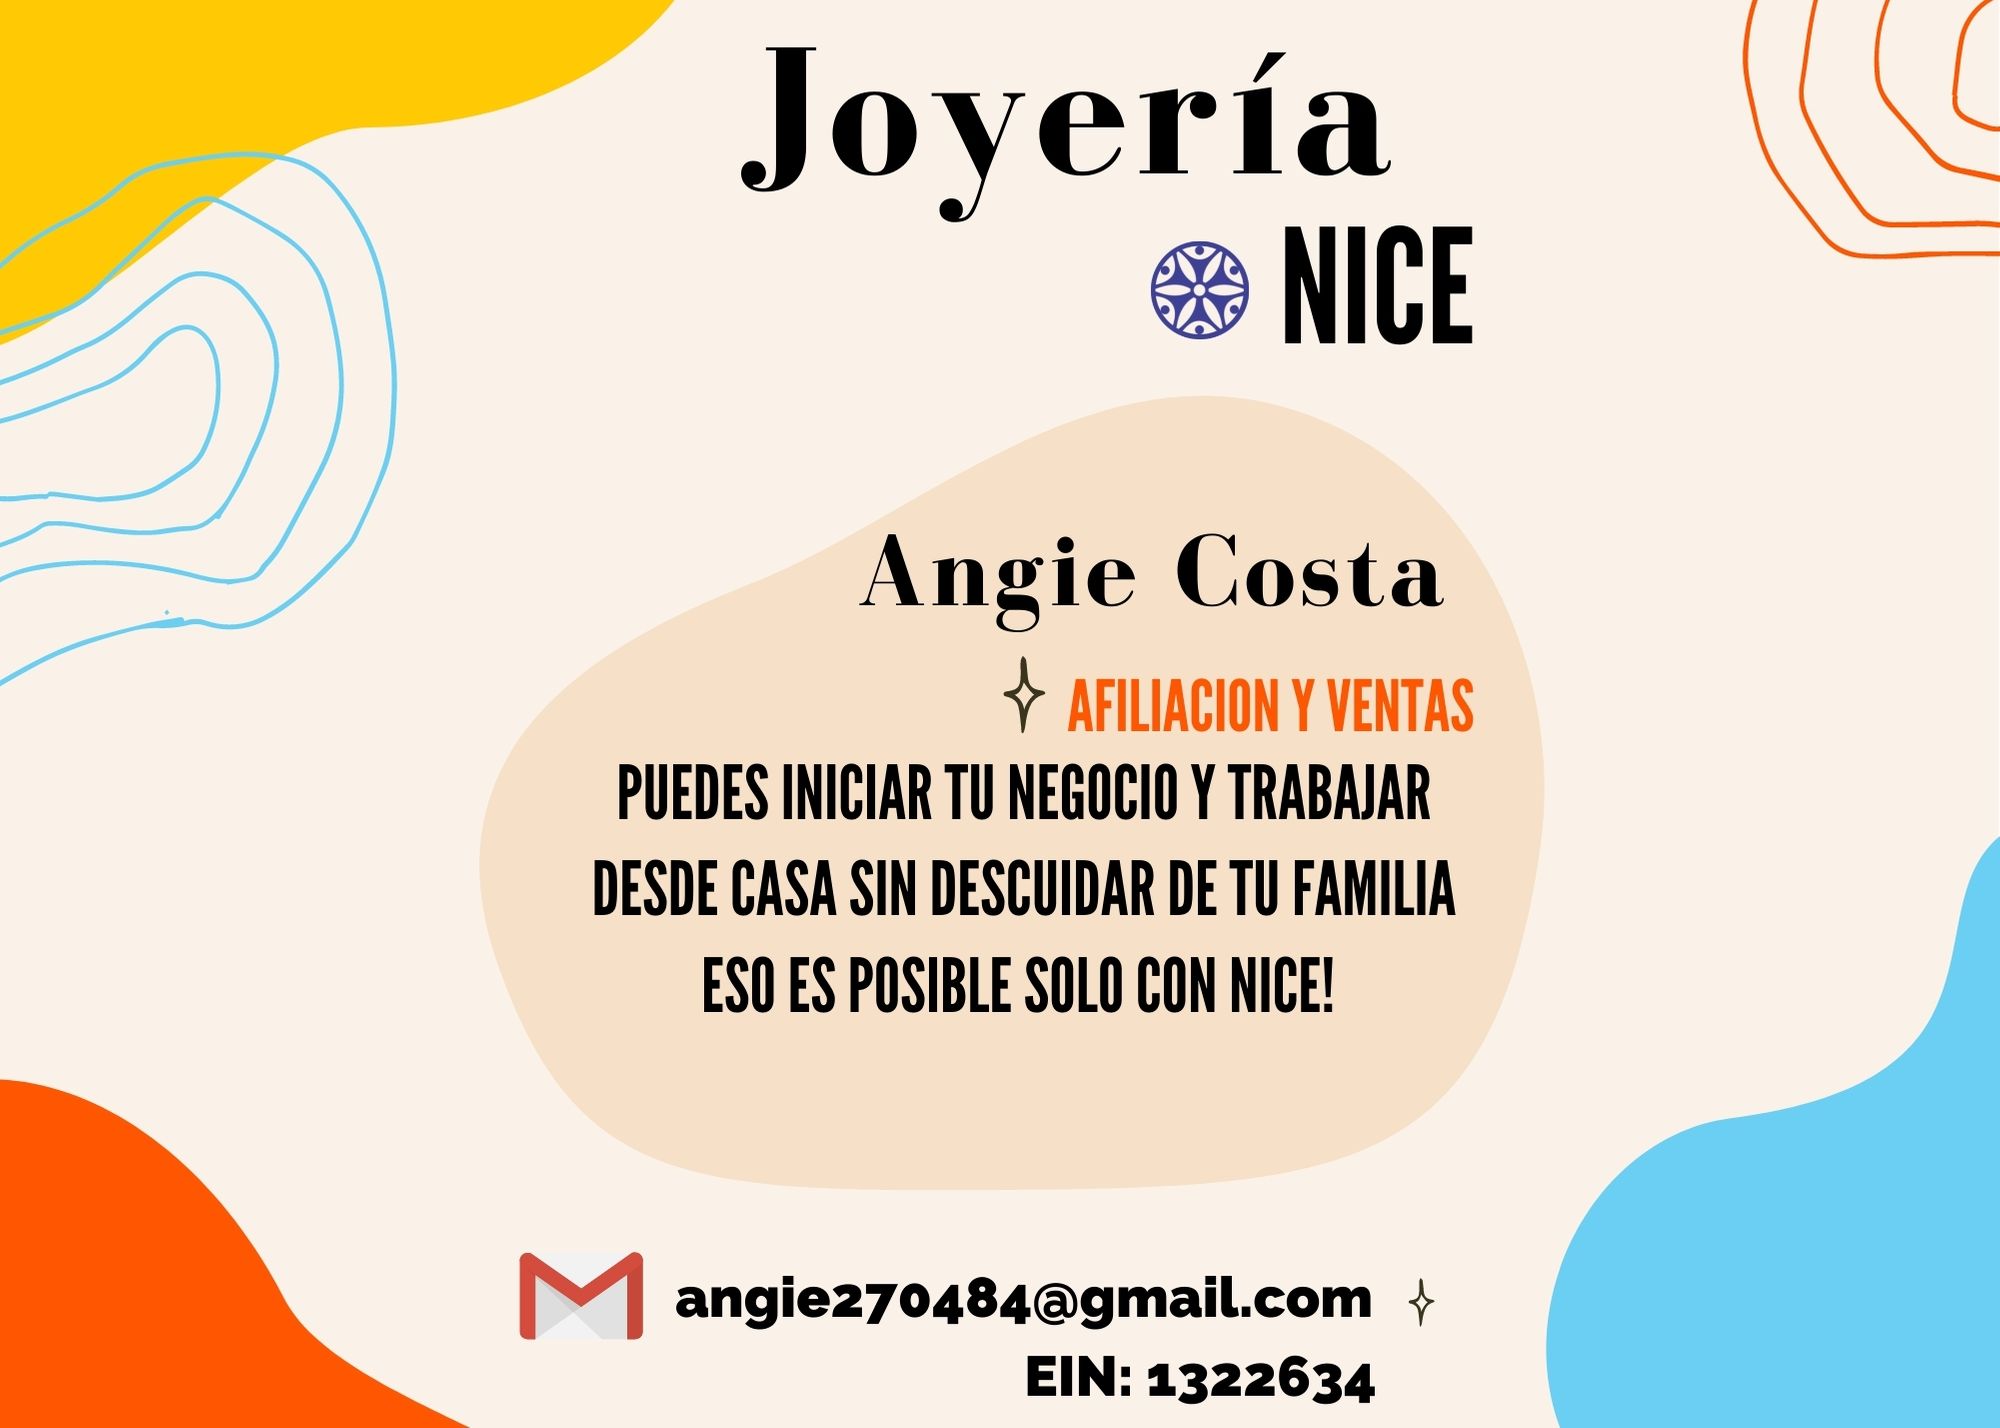 Joyería
NICE
Angie Costa
AFILIACION Y VENTAS
PUEDES INICIAR TU NEGOCIO Y TRABAJAR
DESDE CASA SIN DESCUIDAR DE TU FAMILIA
ESO ES POSIBLE SOLO CON NICE!
angie270484@gmail.com
EIN: 1322634